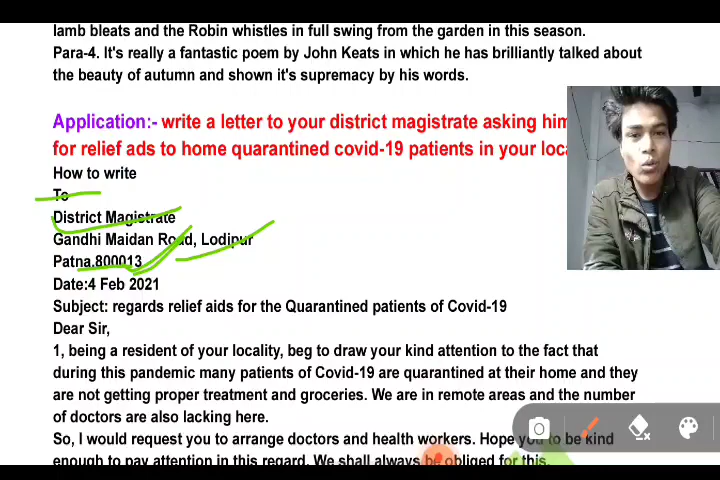 lamb bleats and the Robin whistles in full swing from the garden in this season.
Para-4. It's really a fantastic poem by John Keats in which he has brilliantly talked about
the beauty of autumn and shown it's supremacy by his words.
Application:- write a letter to your district magistrate asking him
for relief ads to home quarantined covid-19 patients in your loca
How to write
To
District Magistrate
Gandhi Maidan Road, Lodipur
Patna.800013
Date:4 Feb 2021
Subject: regards relief aids for the Quarantined patients of Covid-19
Dear Sir,
1, being a resident of your locality, beg to draw your kind attention to the fact that
during this pandemic many patients of Covid-19 are quarantined at their home and they
are not getting proper treatment and groceries. We are in remote areas and the number
of doctors are also lacking here.
So, I would request you to arrange doctors and health workers. Hope you to be kind
enough to pay attention in this regard. We shall always be obliged for this.